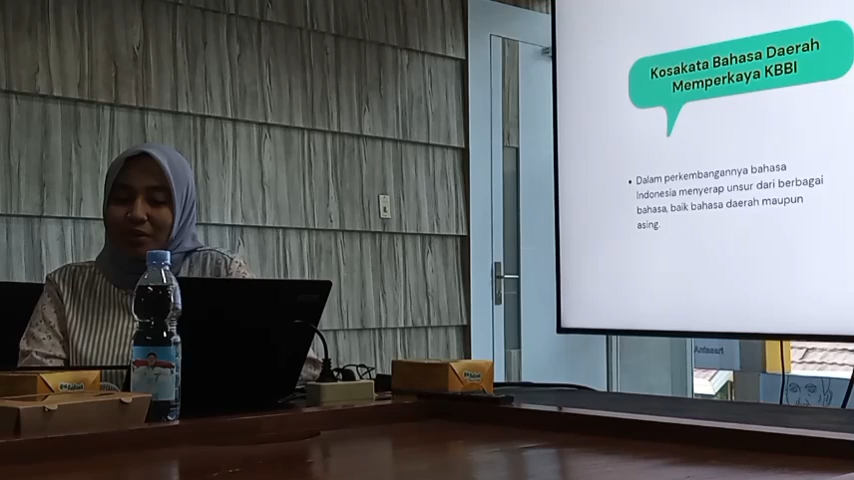 Kosakata Bahasa Daerah
Memperkaya KBBI
• Dalam perkembangannya bahasa
Indonesia menyerap unsur dari berbagai
bahasa, baik bahasa daerah maupun
asing.